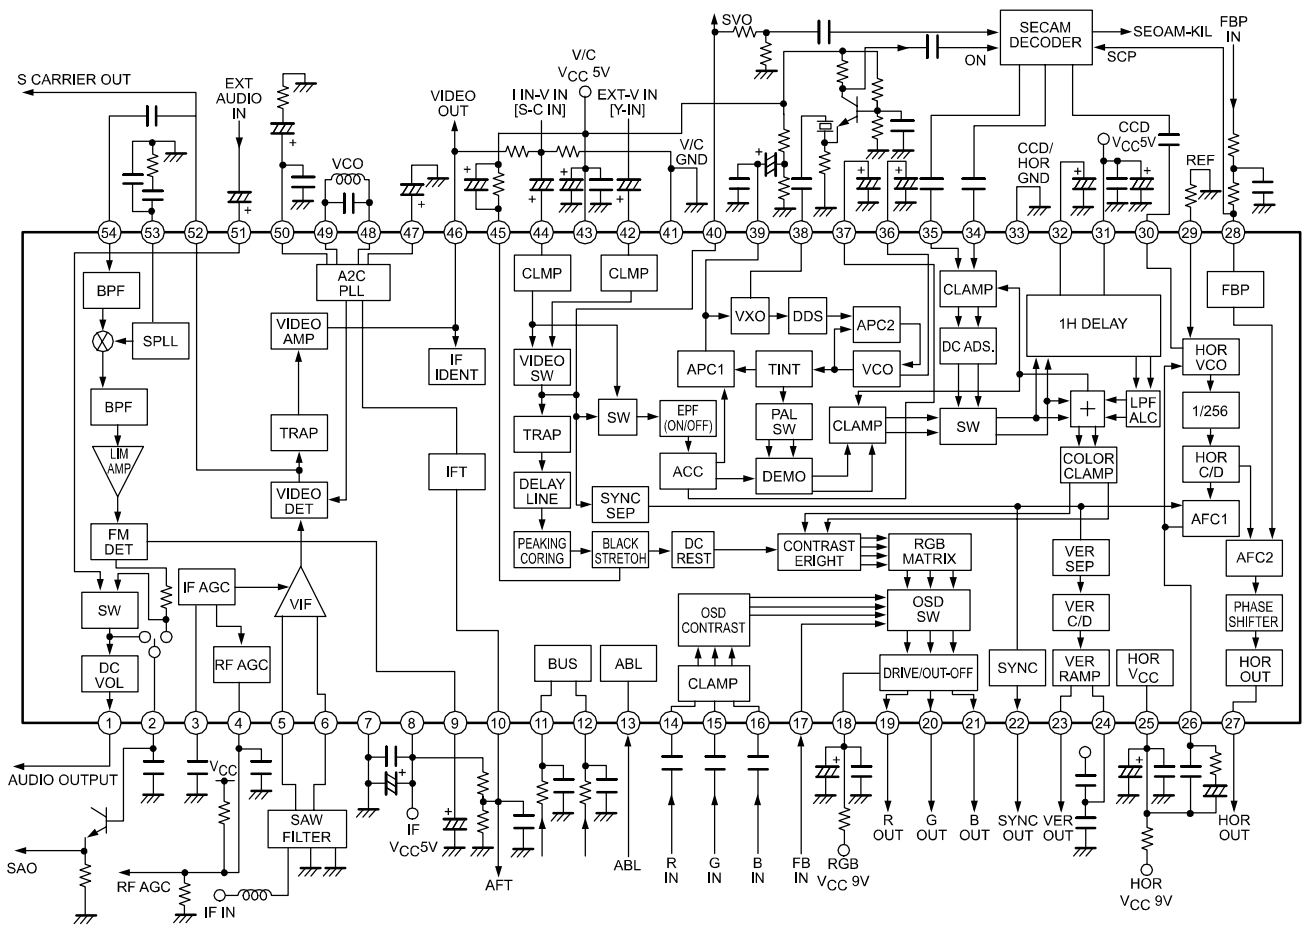 SVO
SECAM
DECODER
SEOAM-KIL
FBP
IN
ON
SCP
S CARRIER OUT
EXT
AUDIO
IN
VIDEO
OUT
V/C
VCC 5V
I IN-V IN
[S-C IN]
EXT-V IN
[Y-IN]
V/C
GND
VCO
CCD/
HOR
GND
CCD
VCC5V
REF
54
53
52
51
50
49
48
47
46
45
44
43
42
41
40
39
38
37
36
35
34
33
32
31
30
29
28
BPF
SPLL
BPF
LIM
AMP
FM
DET
SW
DC
VOL
A2C
PLL
VIDEO
AMP
IF
IDENT
TRAP
VIDEO
DET
IFT
IF AGC
VIF
RF AGC
CLMP
CLMP
VIDEO
SW
SW
TRAP
DELAY
LINE
PEAKING
CORING
SYNC
SEP
BLACK
STRETOH
DC
REST
EPF
(ON/OFF)
ACC
APC1
VXO
DDS
APC2
TINT
VCO
PAL
SW
DEMO
CLAMP
CLAMP
DC ADS.
SW
1H DELAY
+
LPF
ALC
COLOR
CLAMP
FBP
HOR
VCO
1/256
HOR
C/D
AFC1
AFC2
PHASE
SHIFTER
HOR
OUT
CONTRAST
ERIGHT
RGB
MATRIX
OSD
CONTRAST
OSD
SW
CLAMP
DRIVE/OUT-OFF
BUS
ABL
SYNC
VER
SEP
VER
C/D
VER
RAMP
HOR
VCC
1
2
3
4
5
6
7
8
9
10
11
12
13
14
15
16
17
18
19
20
21
22
23
24
25
26
27
AUDIO OUTPUT
SAO
VCC
RF AGC
IF IN
SAW
FILTER
IF
VCC5V
AFT
ABL
R
IN
G
IN
B
IN
FB
IN
RGB
VCC 9V
R
OUT
G
OUT
B
OUT
SYNC
OUT
VER
OUT
HOR
VCC 9V
HOR
OUT